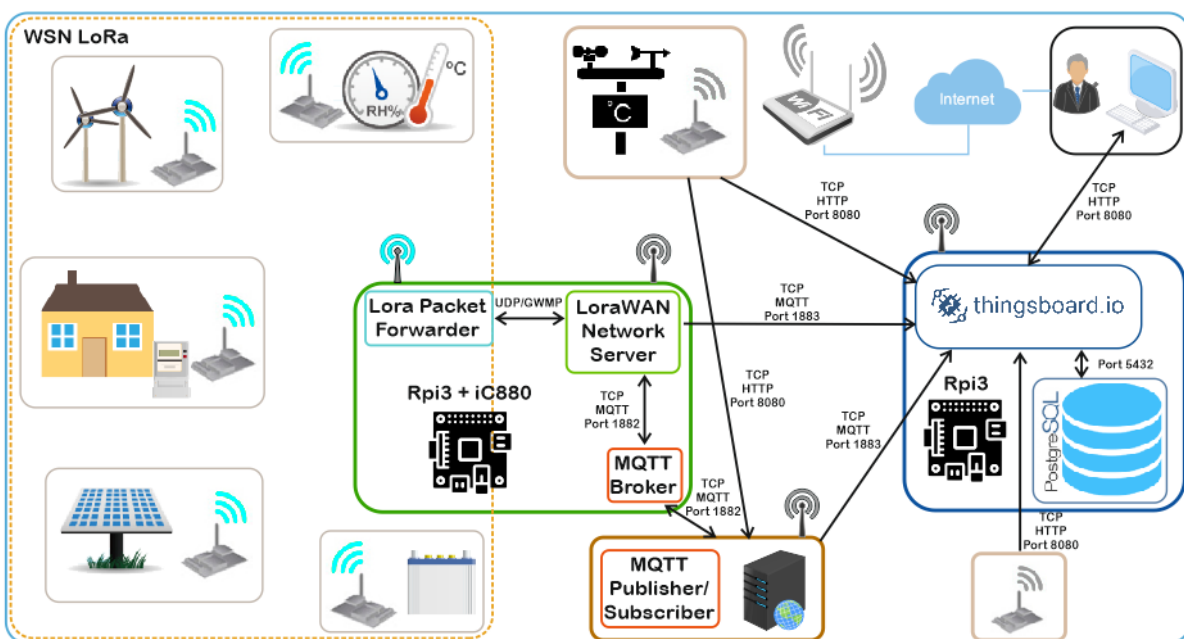 WSN LoRa
RH%
ºC
ºC
WiFi
Internet
TCP
HTTP
Port 8080
TCP
HTTP
Port 8080
Lora Packet
Forwarder
UDP/GWMP
LoraWAN
Network
Server
TCP
MQTT
Port 1883
thingsboard.io
Port 5432
Rpi3 + iC880
TCP
MQTT
Port 1882
TCP
HTTP
Port 8080
TCP
MQTT
Port 1883
Rpi3
PostgreSQL
MQTT
Broker
TCP
MQTT
Port 1882
TCP
HTTP
Port 8080
MQTT
Publisher/
Subscriber